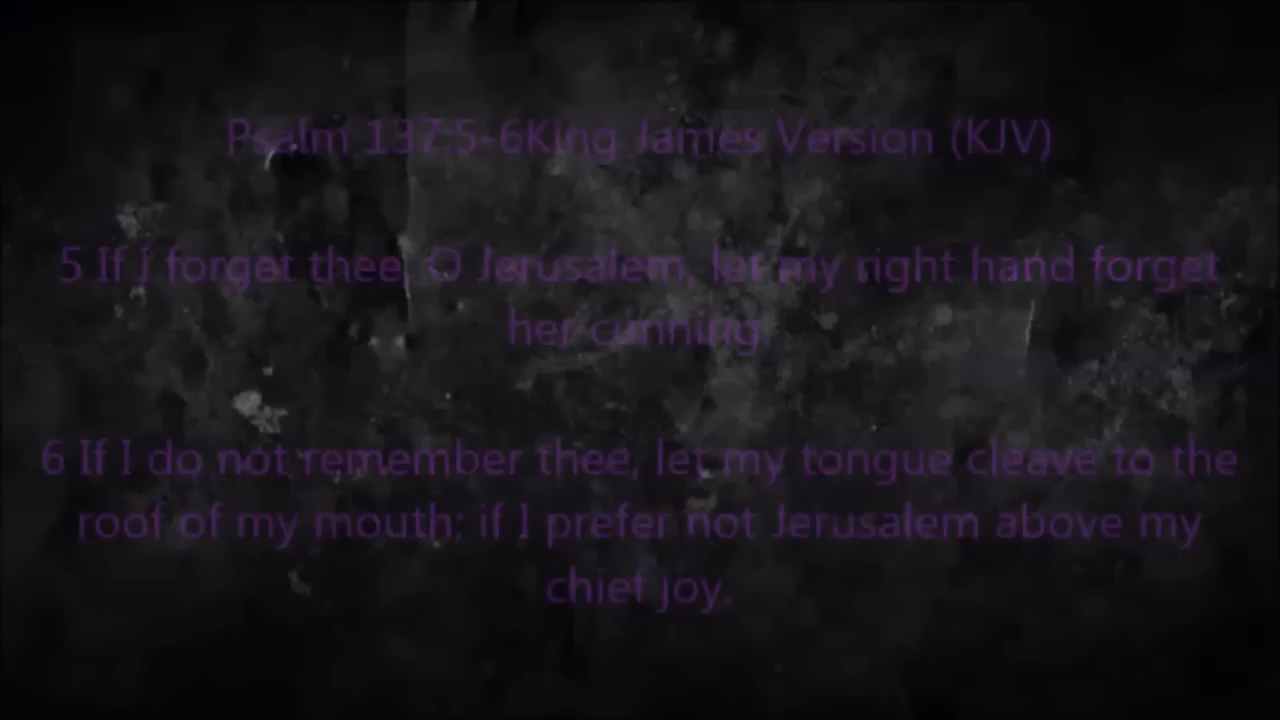 Psalm 137:5-6King James Version (KJV)
5 If I forget thee, O Jerusalem, let my right hand forget
her cunning.
6 If I do not remember thee, let my tongue cleave to the
roof of my mouth; if I prefer not Jerusalem above my
chief joy.